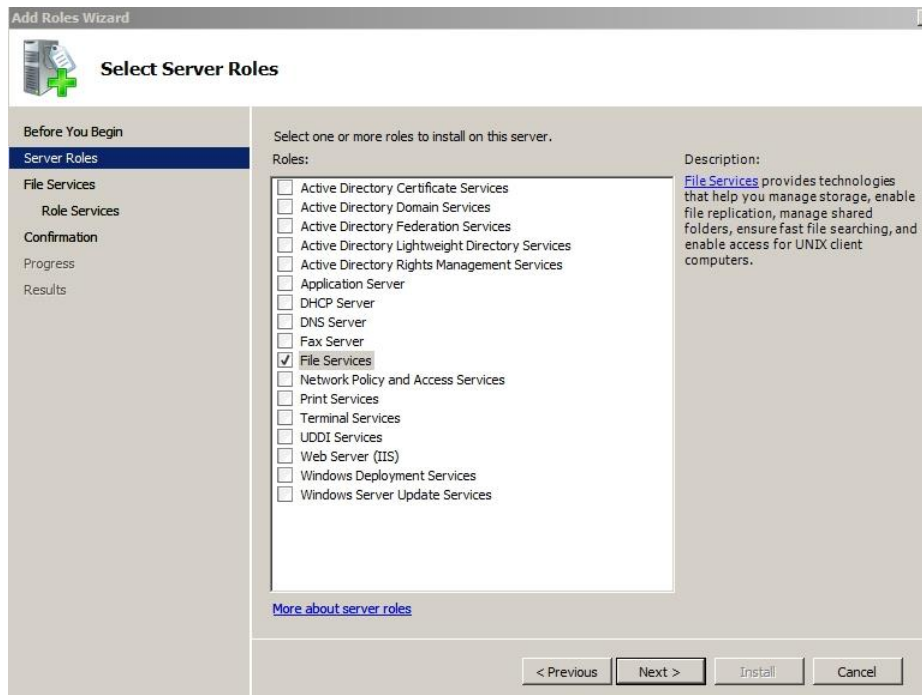 Add Roles Wizard
Select Server Roles
Before You Begin
Server Roles
File Services
Role Services
Confirmation
Progress
Results
Select one or more roles to install on this server.
Roles:
Active Directory Certificate Services
Active Directory Domain Services
Active Directory Federation Services
Active Directory Lightweight Directory Services
Active Directory Rights Management Services
Application Server
DHCP Server
DNS Server
Fax Server
File Services
Network Policy and Access Services
Print Services
Terminal Services
UDDI Services
Web Server (IIS)
Windows Deployment Services
Windows Server Update Services
More about server roles
Description:
File Services provides technologies
that help you manage storage, enable
file replication, manage shared
folders, ensure fast file searching, and
enable access for UNIX client
computers.
< Previous
Next >
Install
Cancel